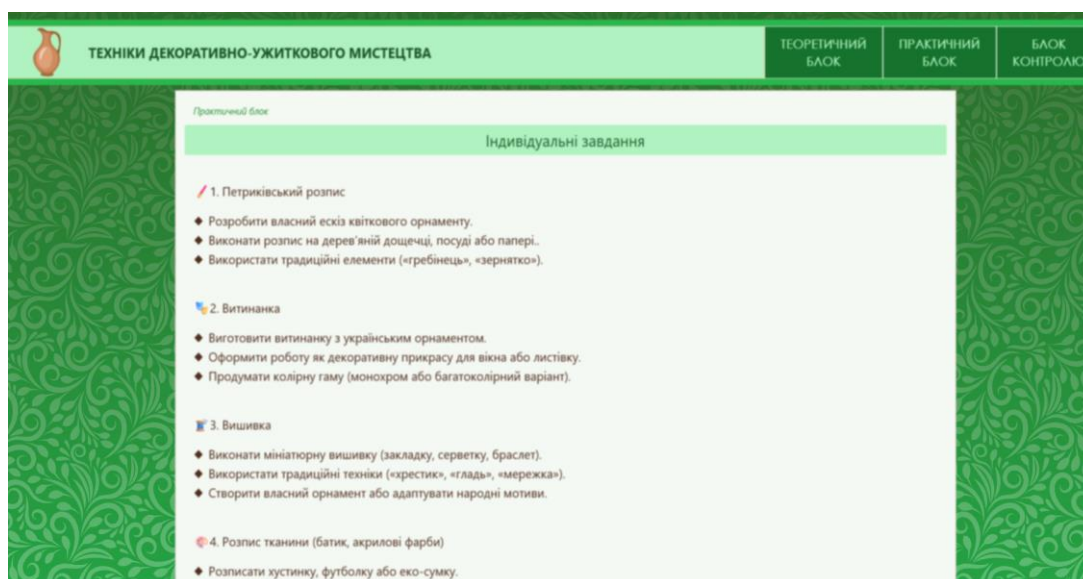 ТЕХНІКИ ДЕКОРАТИВНО-УЖИТКОВОГО МИСТЕЦТВА
ТЕОРЕТИЧНИЙ
БЛОК
ПРАКТИЧНИЙ
БЛОК
БЛОК
КОНТРОЛЮ
Практичний блок
Індивідуальні завдання
1. Петриківський розпис
◆ Розробити власний ескіз квіткового орнаменту.
◆ Виконати розпис на дерев'яній дощечці, посуді або папері..
◆ Використати традиційні елементи («гребінець», «зернятко»).
2. Витинанка
◆ Виготовити витинанку з українським орнаментом.
◆ Оформити роботу як декоративну прикрасу для вікна або листівку.
◆ Продумати колірну гаму (монохром або багатоколірний варіант).
3. Вишивка
◆ Виконати мініатюрну вишивку (закладку, серветку, браслет).
◆ Використати традиційні техніки («хрестик», «гладь», «мережка»).
◆ Створити власний орнамент або адаптувати народні мотиви.
4. Розпис тканини (батик, акрилові фарби)
◆ Розписати хустинку, футболку або еко-сумку.